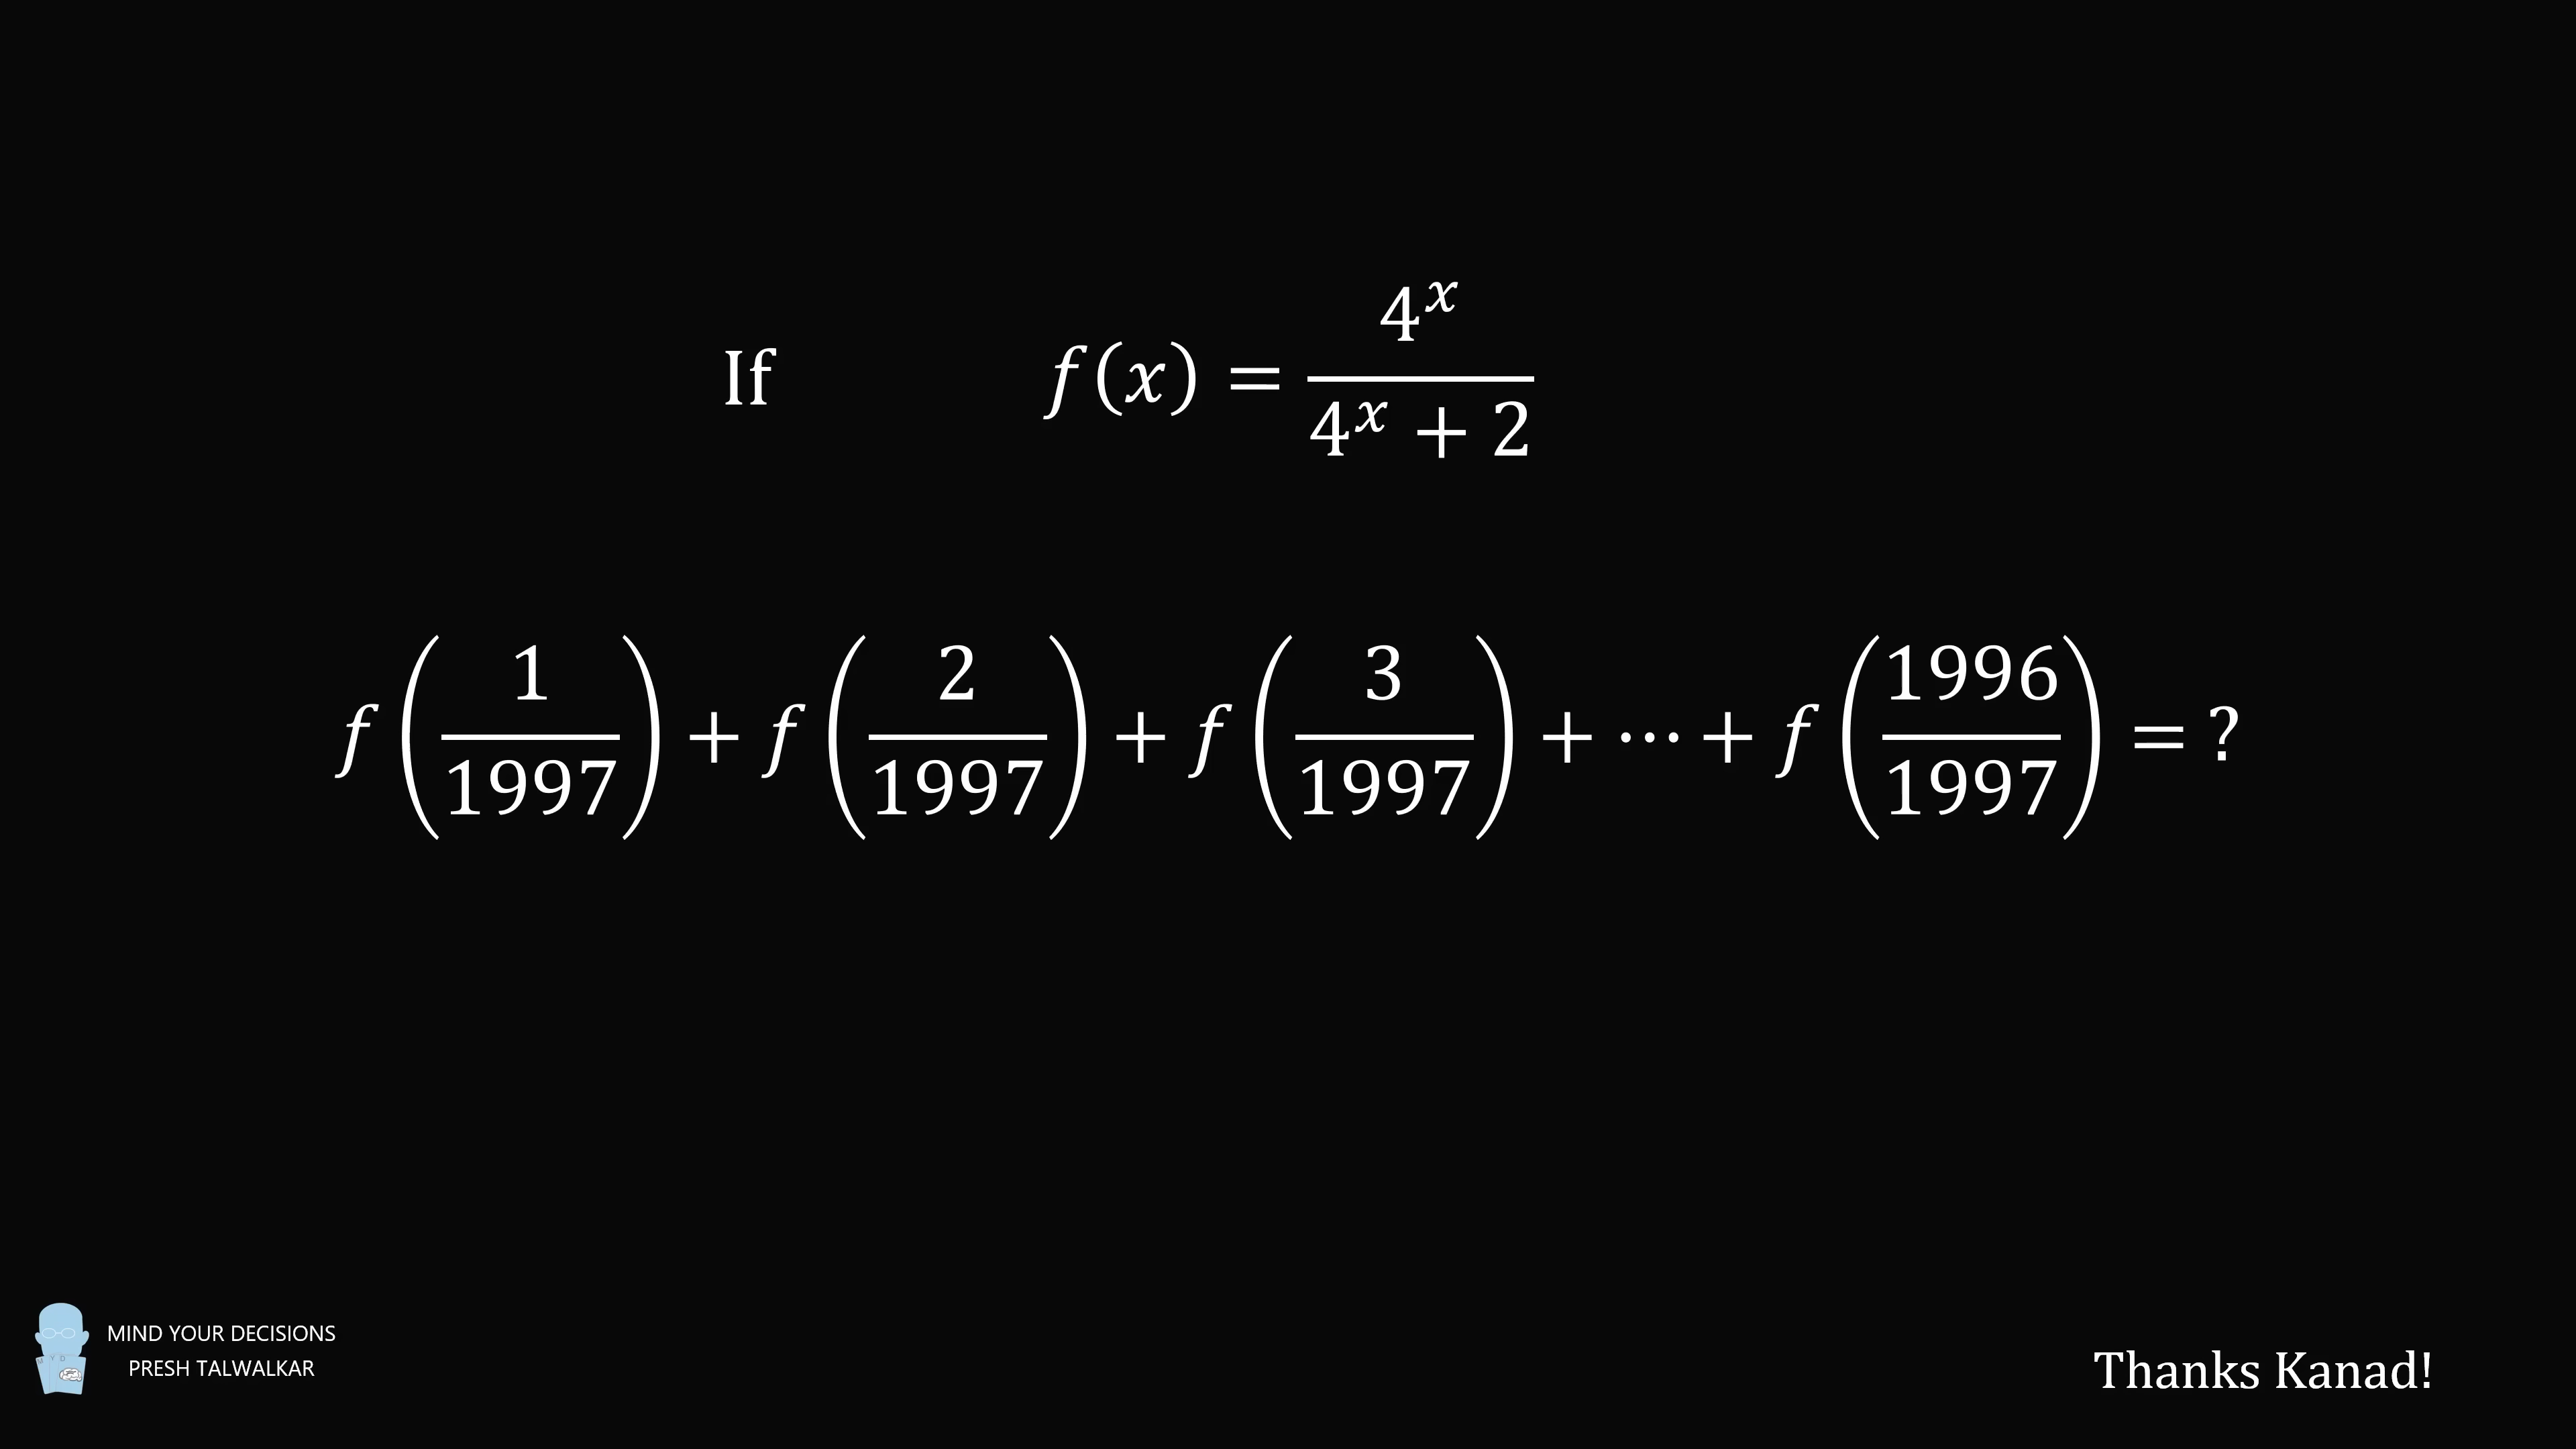 If f(x) = 4^x / (4^x + 2)
f(1/1997) + f(2/1997) + f(3/1997) + ⋯ + f(1996/1997) = ?
MIND YOUR DECISIONS
PRESH TALWALKAR
Thanks Kanad!